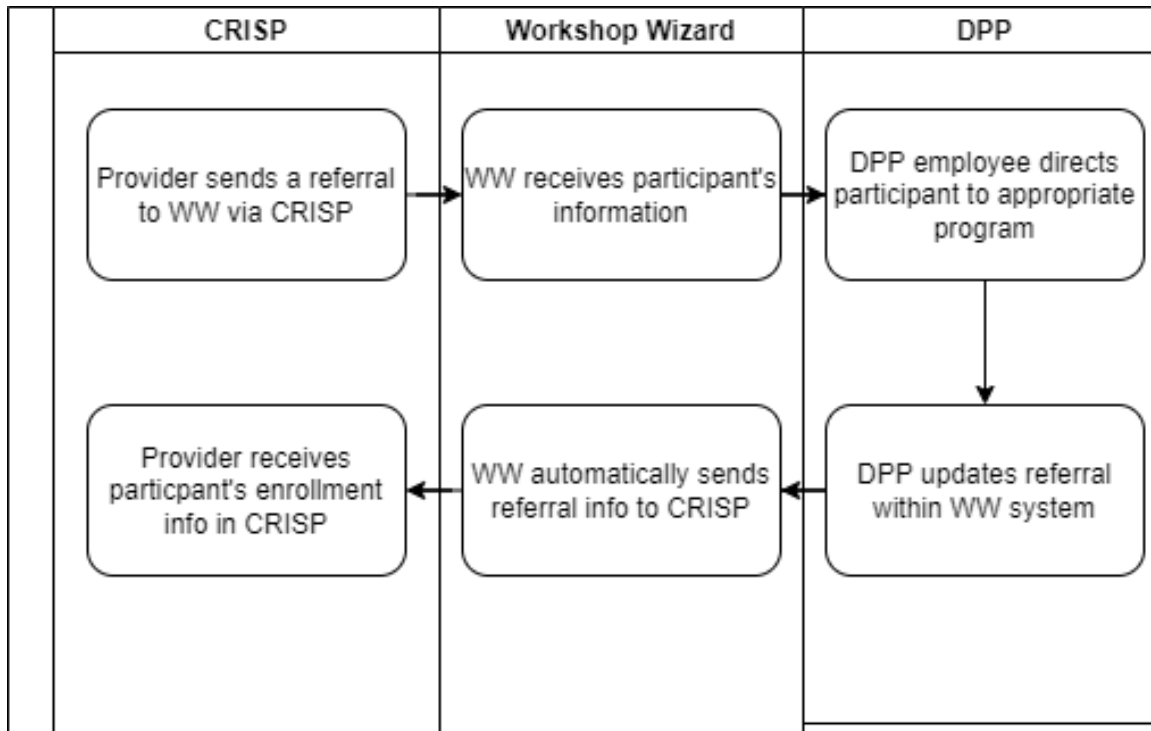 CRISP
Workshop Wizard
DPP
Provider sends a referral
to WW via CRISP
WW receives participant's
information
DPP employee directs
participant to appropriate
program
Provider receives
particpant's enrollment
info in CRISP
WW automatically sends
referral info to CRISP
DPP updates referral
within WW system